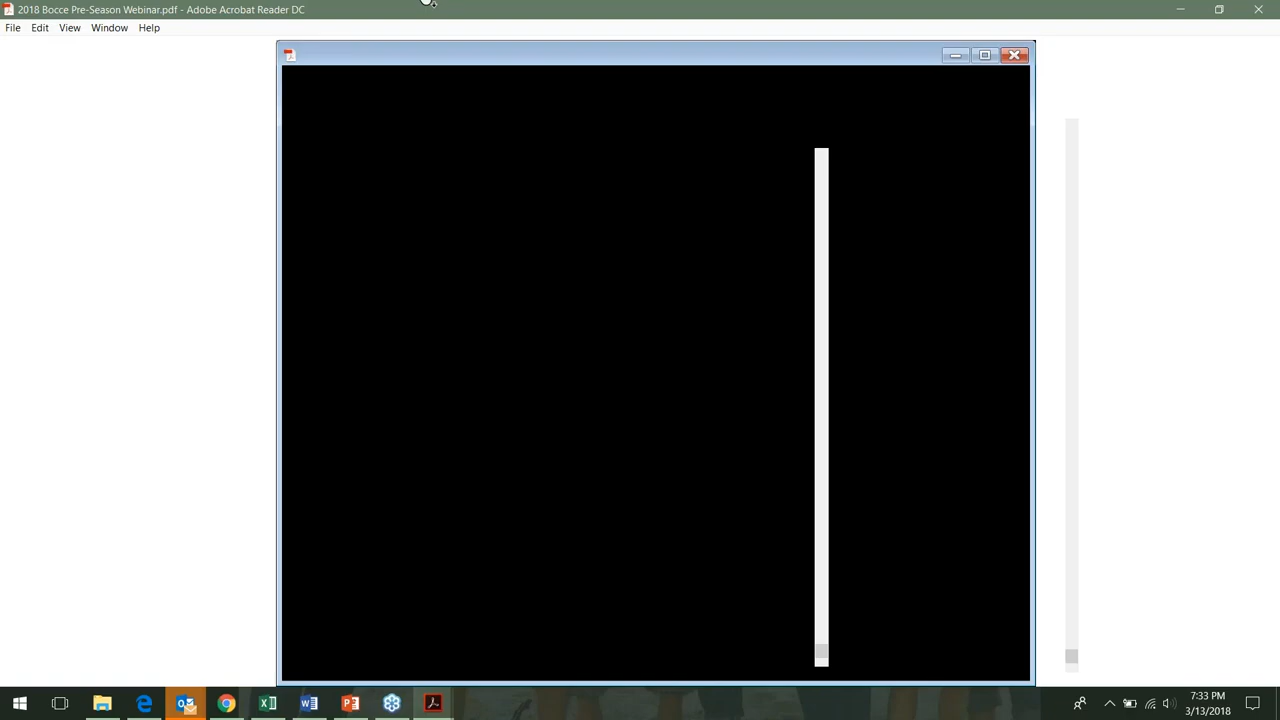 2018 Bocce Pre-Season Webinar.pdf - Adobe Acrobat Reader DC
File Edit View Window Help
7:33 PM
3/13/2018